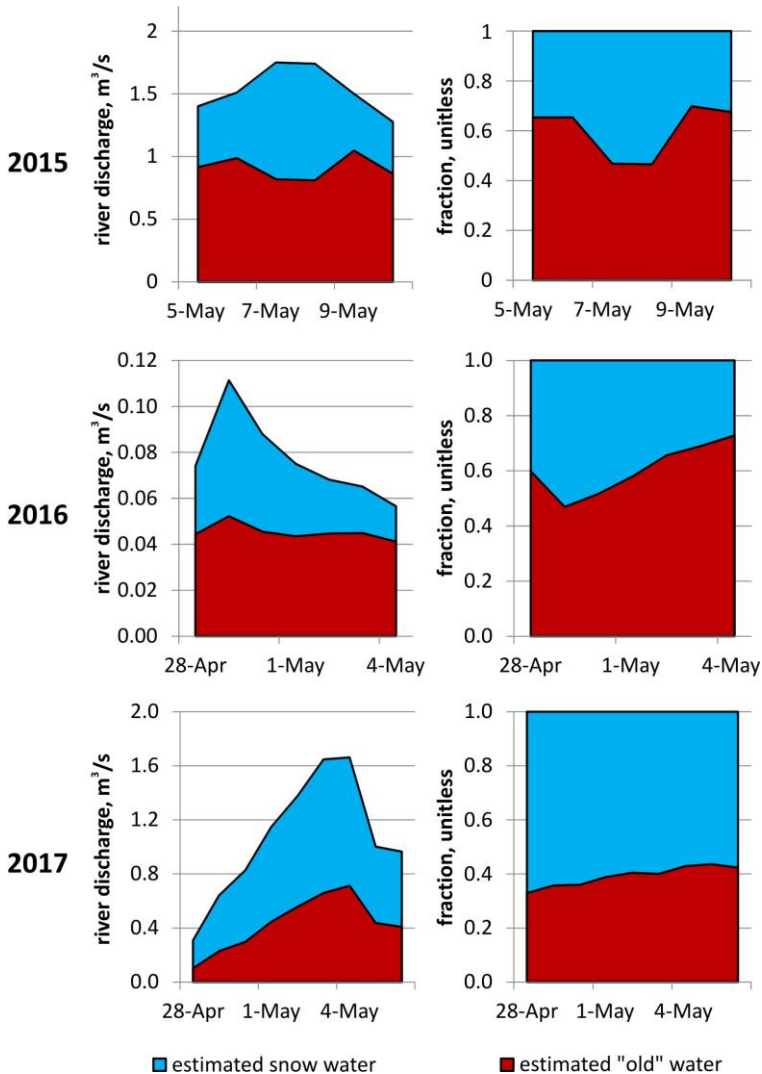 2015
river discharge, m³/s
2
1.5
1
0.5
0
5-May 7-May 9-May
fraction, unitless
1
0.8
0.6
0.4
0.2
0
5-May 7-May 9-May
2016
river discharge, m³/s
0.12
0.10
0.08
0.06
0.04
0.02
0.00
28-Apr 1-May 4-May
fraction, unitless
1.0
0.8
0.6
0.4
0.2
0.0
28-Apr 1-May 4-May
2017
river discharge, m³/s
2.0
1.6
1.2
0.8
0.4
0.0
28-Apr 1-May 4-May
fraction, unitless
1.0
0.8
0.6
0.4
0.2
0.0
28-Apr 1-May 4-May
estimated snow water
estimated "old" water